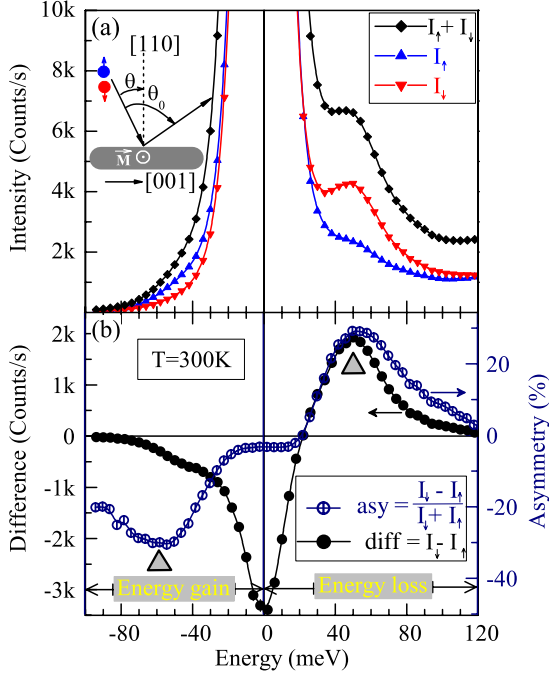 (a)
[110]
θ
θ₀
M
[001]
I↑+ I↓
I↑
I↓
10k
8k
6k
4k
2k
Intensity (Counts/s)
(b)
T=300K
2k
1k
0
-1k
-2k
-3k
Difference (Counts/s)
20
0
-20
-40
Asymmetry (%)
asy = I↓ - I↑ / I↓ + I↑
diff = I↓ - I↑
Energy gain
Energy loss
-80 -40 0 40 80 120
Energy (meV)